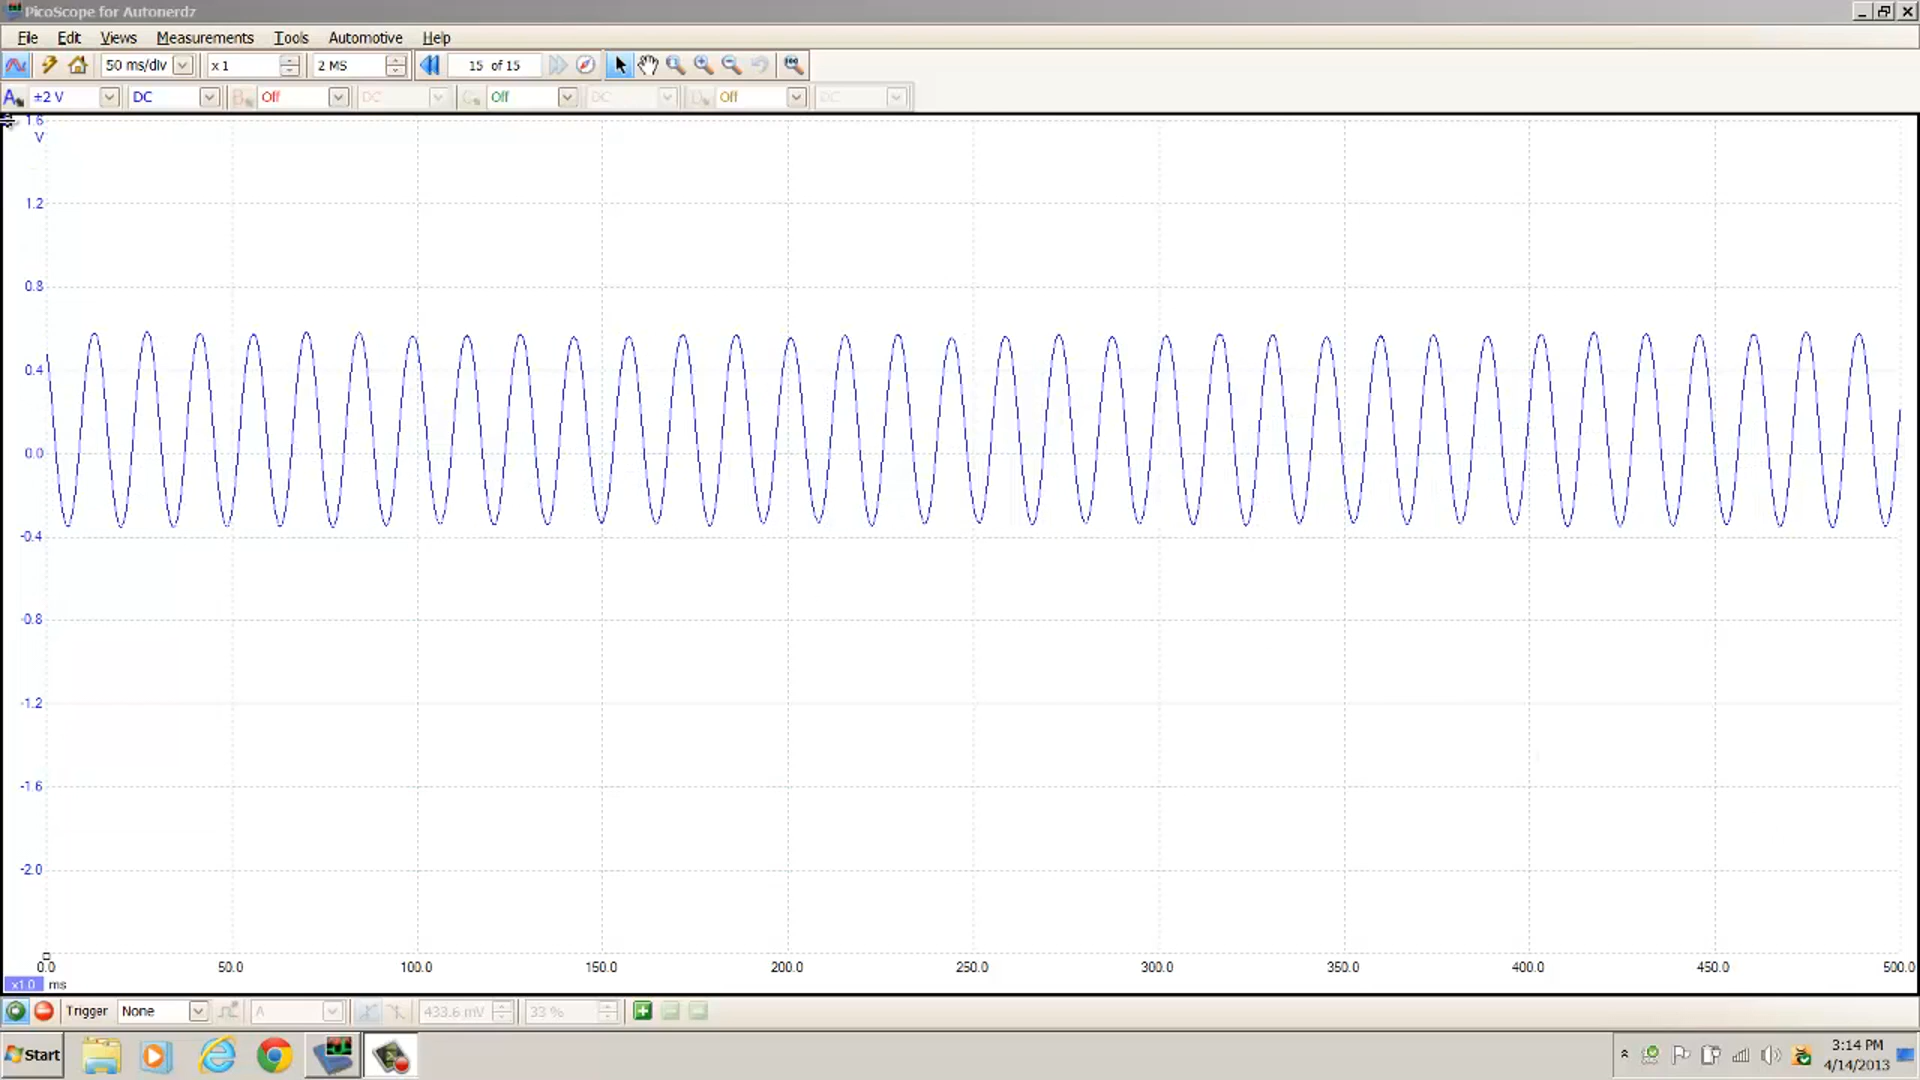 PicoScope for Autonerdz
File Edit Views Measurements Tools Automotive Help
50 ms/div x 1 2 MS 15 of 15
A ±2 V DC B Off DC C Off DC D Off DC
1.6
V
1.2
0.8
0.4
0.0
-0.4
-0.8
-1.2
-1.6
-2.0
0.0 50.0 100.0 150.0 200.0 250.0 300.0 350.0 400.0 450.0 500.0
x1.0 ms
Trigger None A 433.6 mV 33 %
Start 3:14 PM
4/14/2013